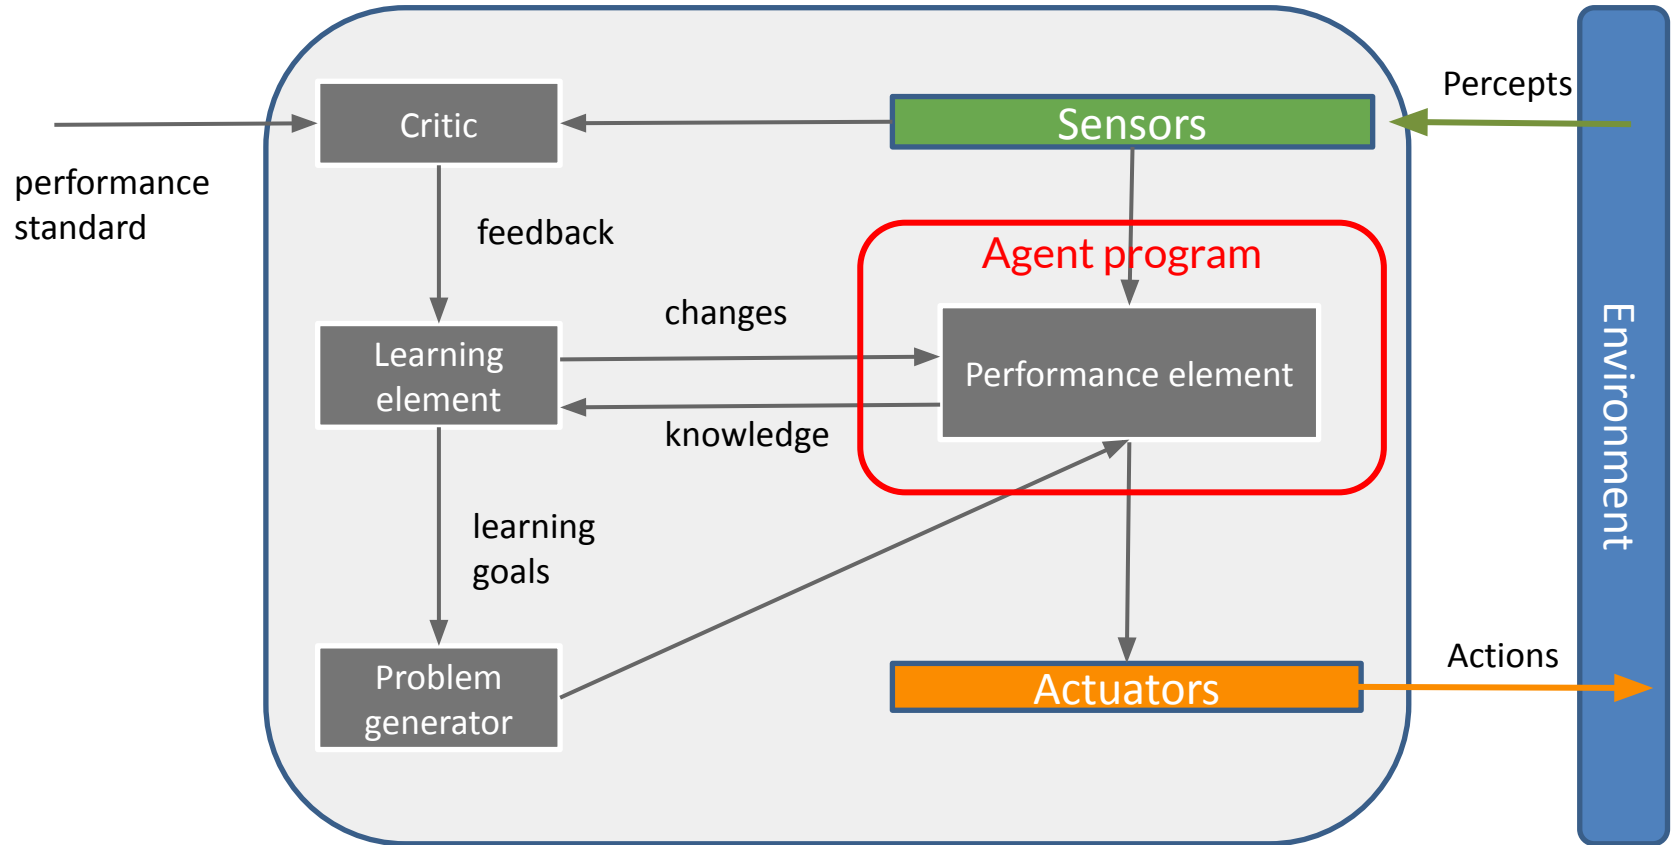 Percepts
Critic
Sensors
performance
standard
feedback
Agent program
changes
Learning
element
Performance element
knowledge
Environment
learning
goals
Problem
generator
Actuators
Actions